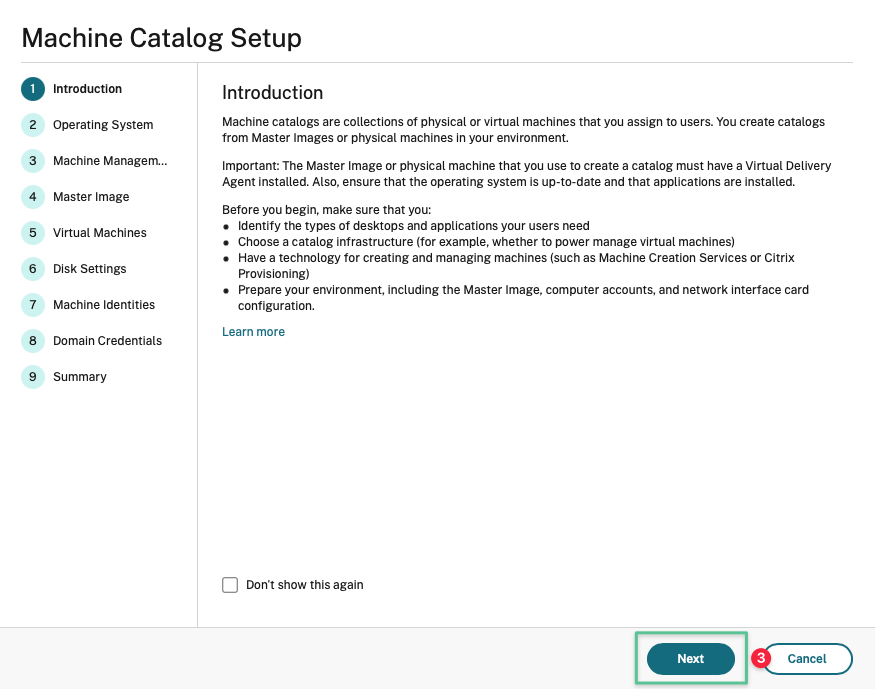 Machine Catalog Setup
1 Introduction
2 Operating System
3 Machine Managem...
4 Master Image
5 Virtual Machines
6 Disk Settings
7 Machine Identities
8 Domain Credentials
9 Summary
Introduction
Machine catalogs are collections of physical or virtual machines that you assign to users. You create catalogs
from Master Images or physical machines in your environment.
Important: The Master Image or physical machine that you use to create a catalog must have a Virtual Delivery
Agent installed. Also, ensure that the operating system is up-to-date and that applications are installed.
Before you begin, make sure that you:
• Identify the types of desktops and applications your users need
• Choose a catalog infrastructure (for example, whether to power manage virtual machines)
• Have a technology for creating and managing machines (such as Machine Creation Services or Citrix
Provisioning)
• Prepare your environment, including the Master Image, computer accounts, and network interface card
configuration.
Learn more
Don't show this again
Next
3
Cancel